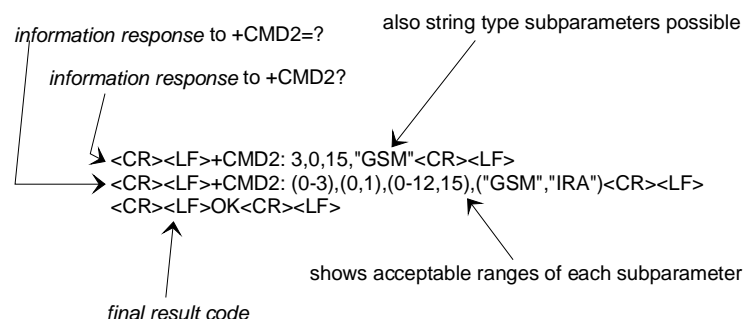 also string type subparameters possible
information response to +CMD2=?
information response to +CMD2?
<CR><LF>+CMD2: 3,0,15,"GSM"<CR><LF>
<CR><LF>+CMD2: (0-3),(0,1),(0-12,15),("GSM","IRA")<CR><LF>
<CR><LF>OK<CR><LF>
shows acceptable ranges of each subparameter
final result code